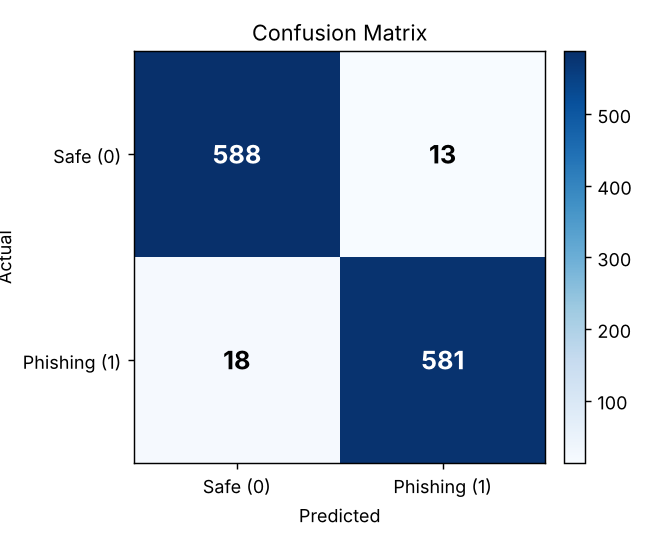 Confusion Matrix
Safe (0)
588
13
500
400
300
200
100
Actual
Phishing (1)
18
581
Safe (0)
Phishing (1)
Predicted